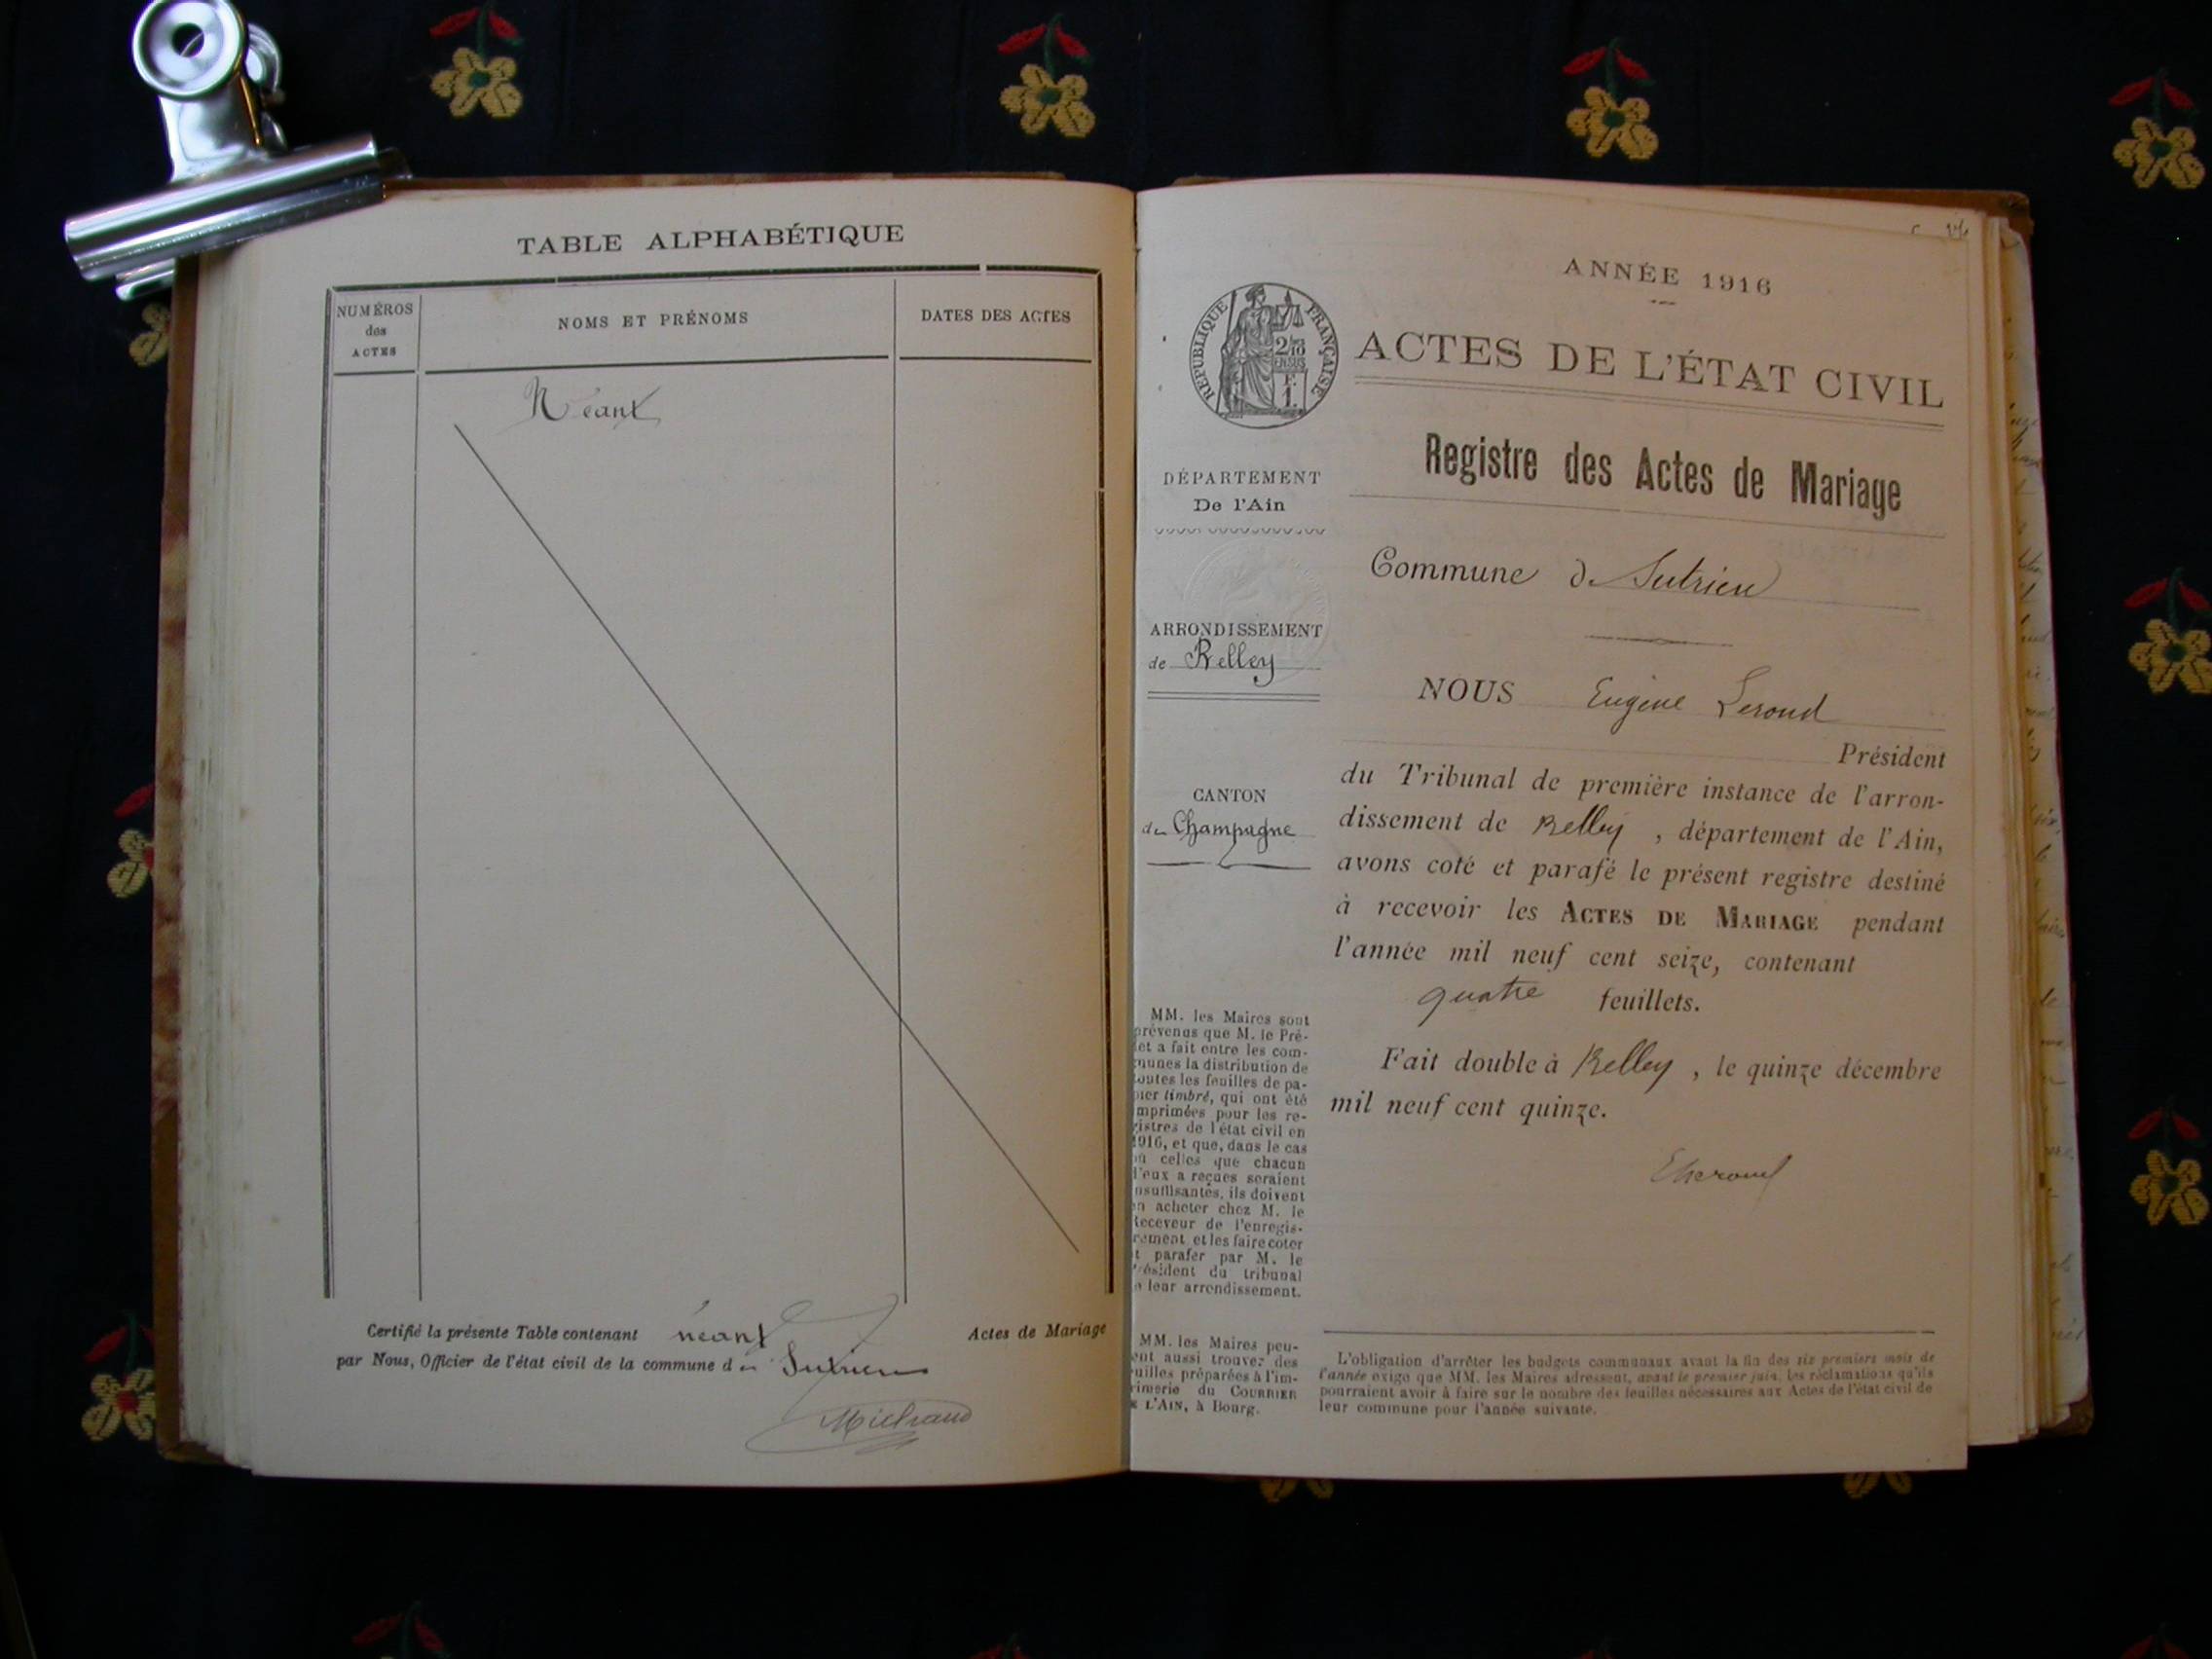 TABLE ALPHABÉTIQUE
NUMÉROS
des
ACTES
NOMS ET PRÉNOMS
DATES DES ACTES
Néant
Certifié la présente Table contenant néant Actes de Mariage
par Nous, Officier de l'état civil de la commune de Sutrieu
Michaud
ANNÉE 1916
RÉPUBLIQUE FRANÇAISE
2/10
EN SUS
F.
1.
ACTES DE L'ÉTAT CIVIL
Registre des Actes de Mariage
DÉPARTEMENT
De l'Ain
ARRONDISSEMENT
de Belley
CANTON
de Champagne
MM. les Maires sont
prévenus que M. le Pré-
fet a fait entre les com-
munes la distribution de
toutes les feuilles de pa-
pier timbré, qui ont été
imprimées pour les re-
gistres de l'état civil en
1916, et que, dans le cas
où celles que chacun
d'eux a reçues seraient
insuffisantes, ils doivent
en acheter chez M. le
Receveur de l'enregis-
trement et les faire coter
et parafer par M. le
Président du tribunal
de leur arrondissement.
MM. les Maires peu-
vent aussi trouver des
feuilles préparées à l'im-
primerie du COURRIER
DE L'AIN, à Bourg.
Commune de Sutrieu
NOUS Eugène Leroud
Président
du Tribunal de première instance de l'arron-
dissement de Belley, département de l'Ain,
avons coté et parafé le présent registre destiné
à recevoir les ACTES DE MARIAGE pendant
l'année mil neuf cent seize, contenant
quatre feuillets.
Fait double à Belley, le quinze décembre
mil neuf cent quinze.
L'obligation d'arrêter les budgets communaux avant la fin des six premiers mois de
l'année exige que MM. les Maires adressent, avant le premier juin, les réclamations qu'ils
pourraient avoir à faire sur le nombre des feuilles nécessaires aux Actes de l'état civil de
leur commune pour l'année suivante.